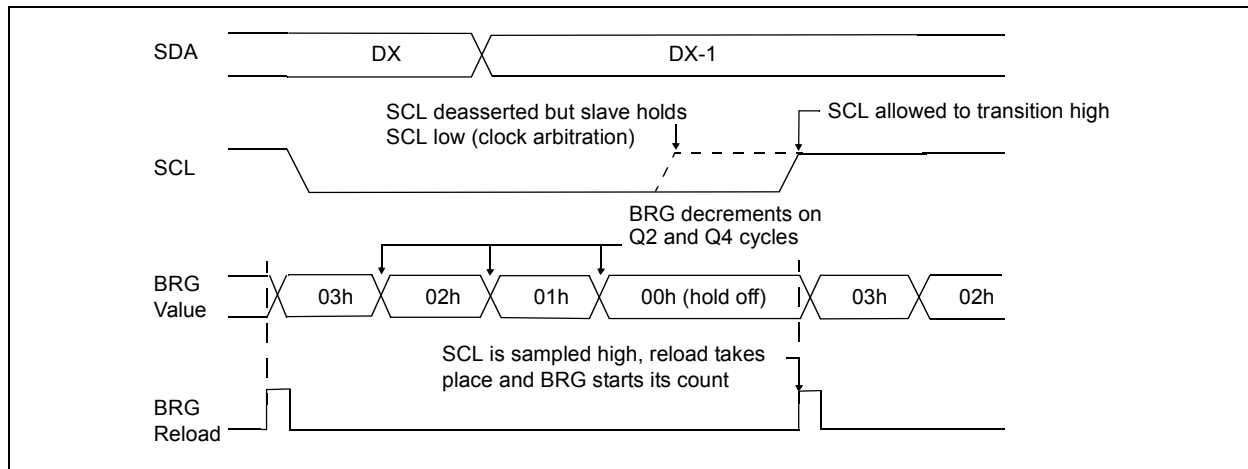 SDA
DX
DX-1
SCL deasserted but slave holds
SCL low (clock arbitration)
SCL allowed to transition high
SCL
BRG decrements on
Q2 and Q4 cycles
BRG
Value
03h
02h
01h
00h (hold off)
03h
02h
SCL is sampled high, reload takes
place and BRG starts its count
BRG
Reload